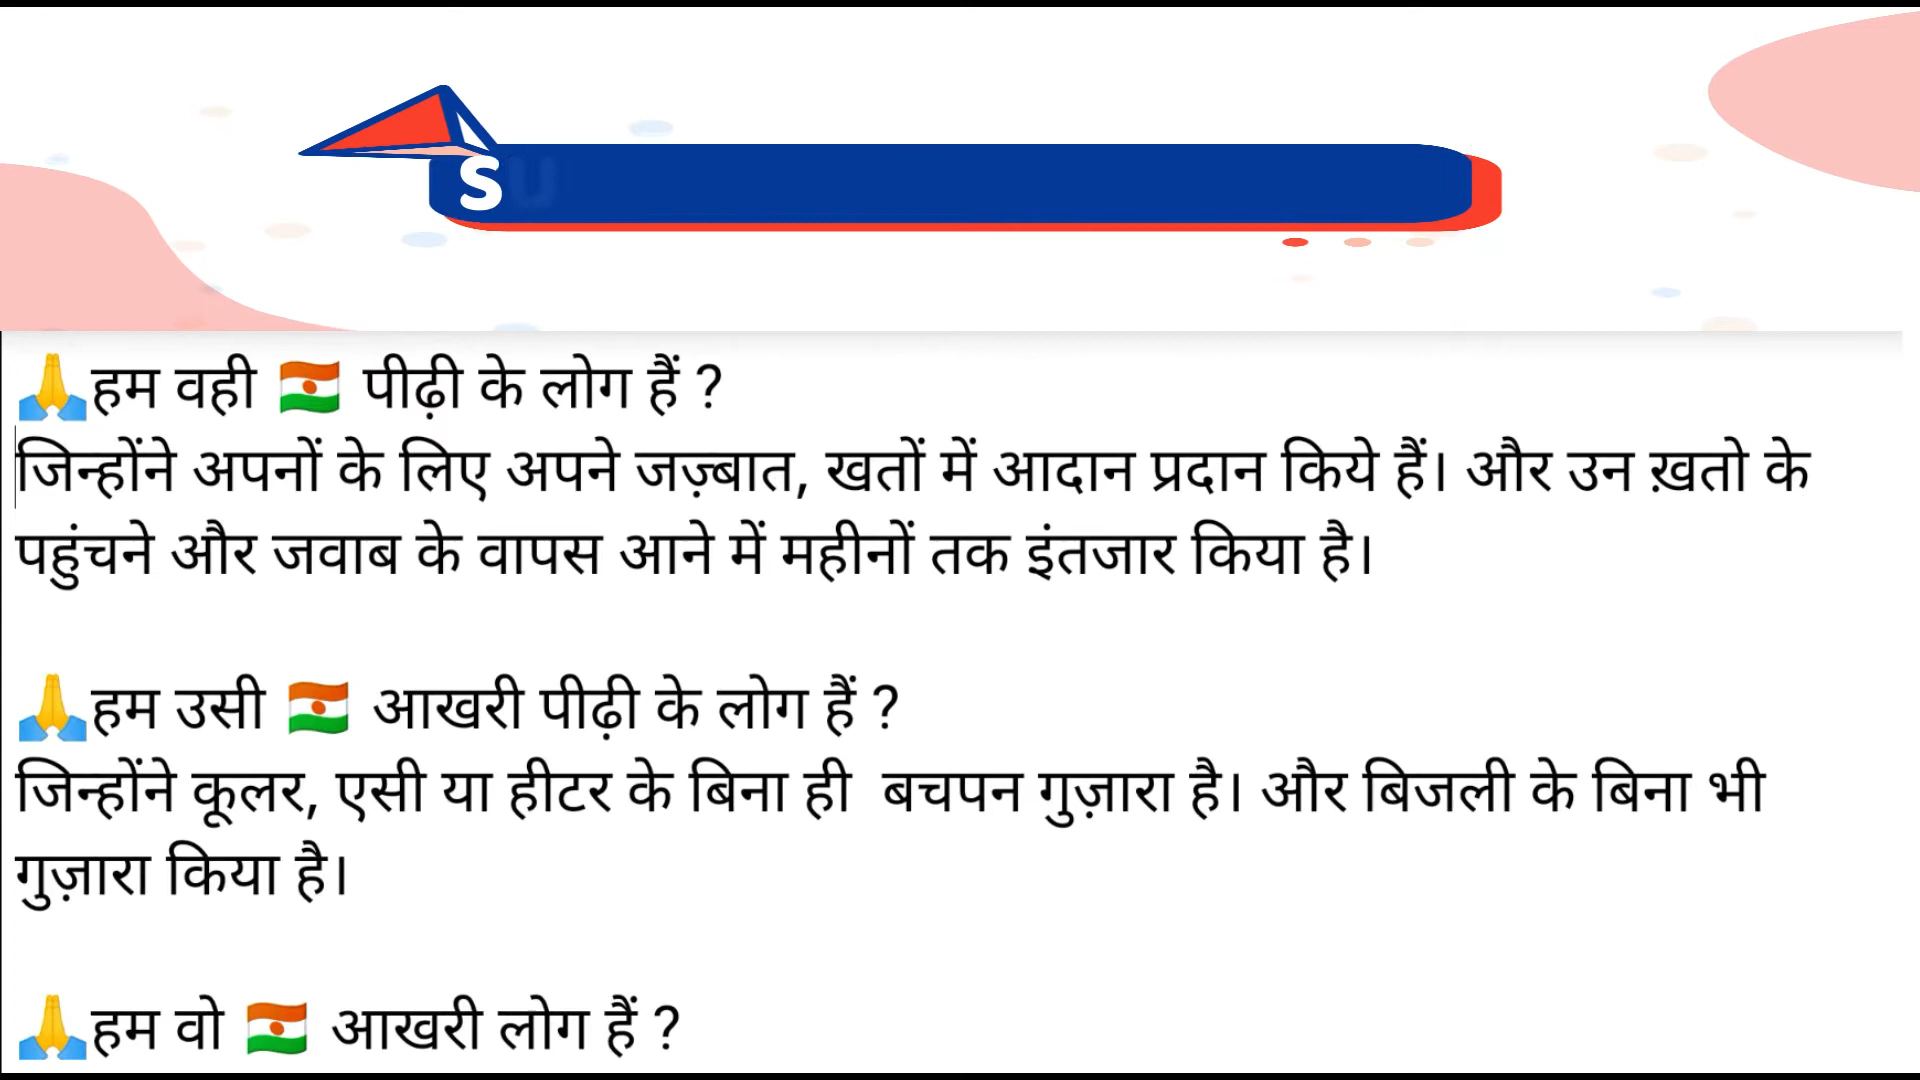 SU
🙏हम वही 🇳🇪 पीढ़ी के लोग हैं ?
जिन्होंने अपनों के लिए अपने जज़्बात, खतों में आदान प्रदान किये हैं। और उन ख़तो के
पहुंचने और जवाब के वापस आने में महीनों तक इंतजार किया है।
🙏हम उसी 🇳🇪 आखरी पीढ़ी के लोग हैं ?
जिन्होंने कूलर, एसी या हीटर के बिना ही  बचपन गुज़ारा है। और बिजली के बिना भी
गुज़ारा किया है।
🙏हम वो 🇳🇪 आखरी लोग हैं ?